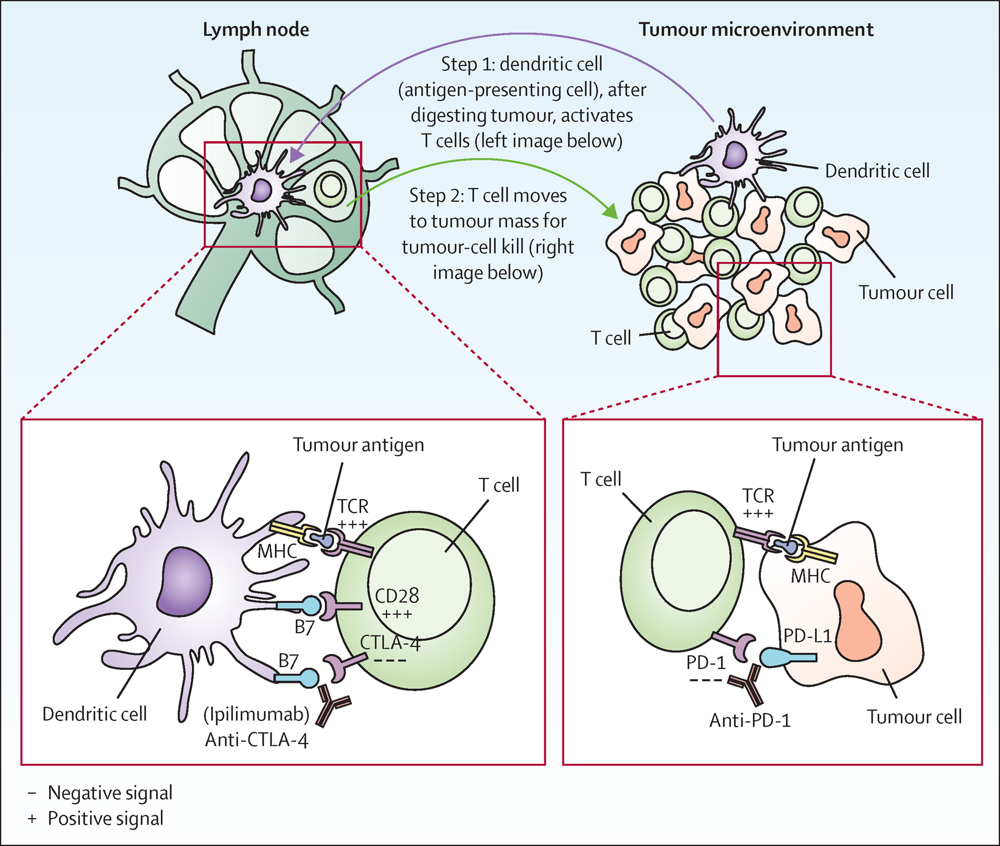 Lymph node
Tumour microenvironment
Step 1: dendritic cell
(antigen-presenting cell), after
digesting tumour, activates
T cells (left image below)
Dendritic cell
Step 2: T cell moves
to tumour mass for
tumour-cell kill (right
image below)
Tumour cell
T cell
Tumour antigen
T cell
TCR
+++
MHC
CD28
+++
B7
CTLA-4
---
B7
Dendritic cell
(Ipilimumab)
Anti-CTLA-4
Tumour antigen
T cell
TCR
+++
MHC
PD-L1
PD-1
----
Anti-PD-1
Tumour cell
– Negative signal
+ Positive signal